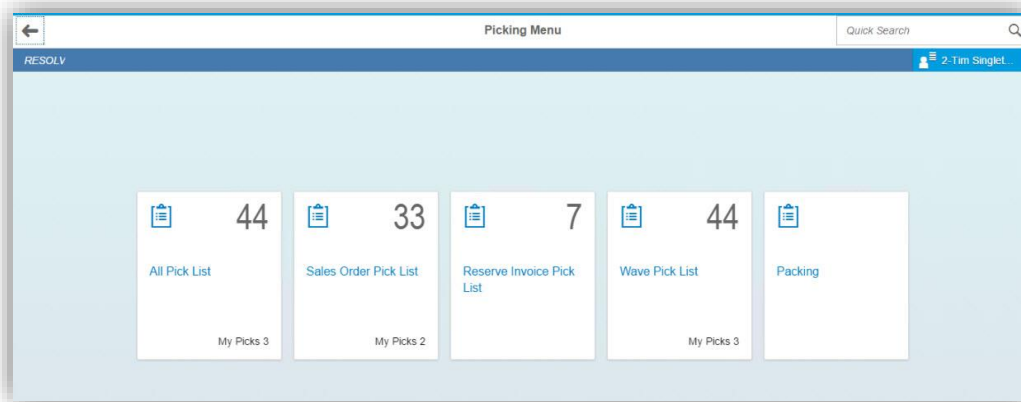 Picking Menu
Quick Search
RESOLV
2-Tim Singlet...
44
All Pick List
My Picks 3
33
Sales Order Pick List
My Picks 2
7
Reserve Invoice Pick
List
44
Wave Pick List
My Picks 3
Packing